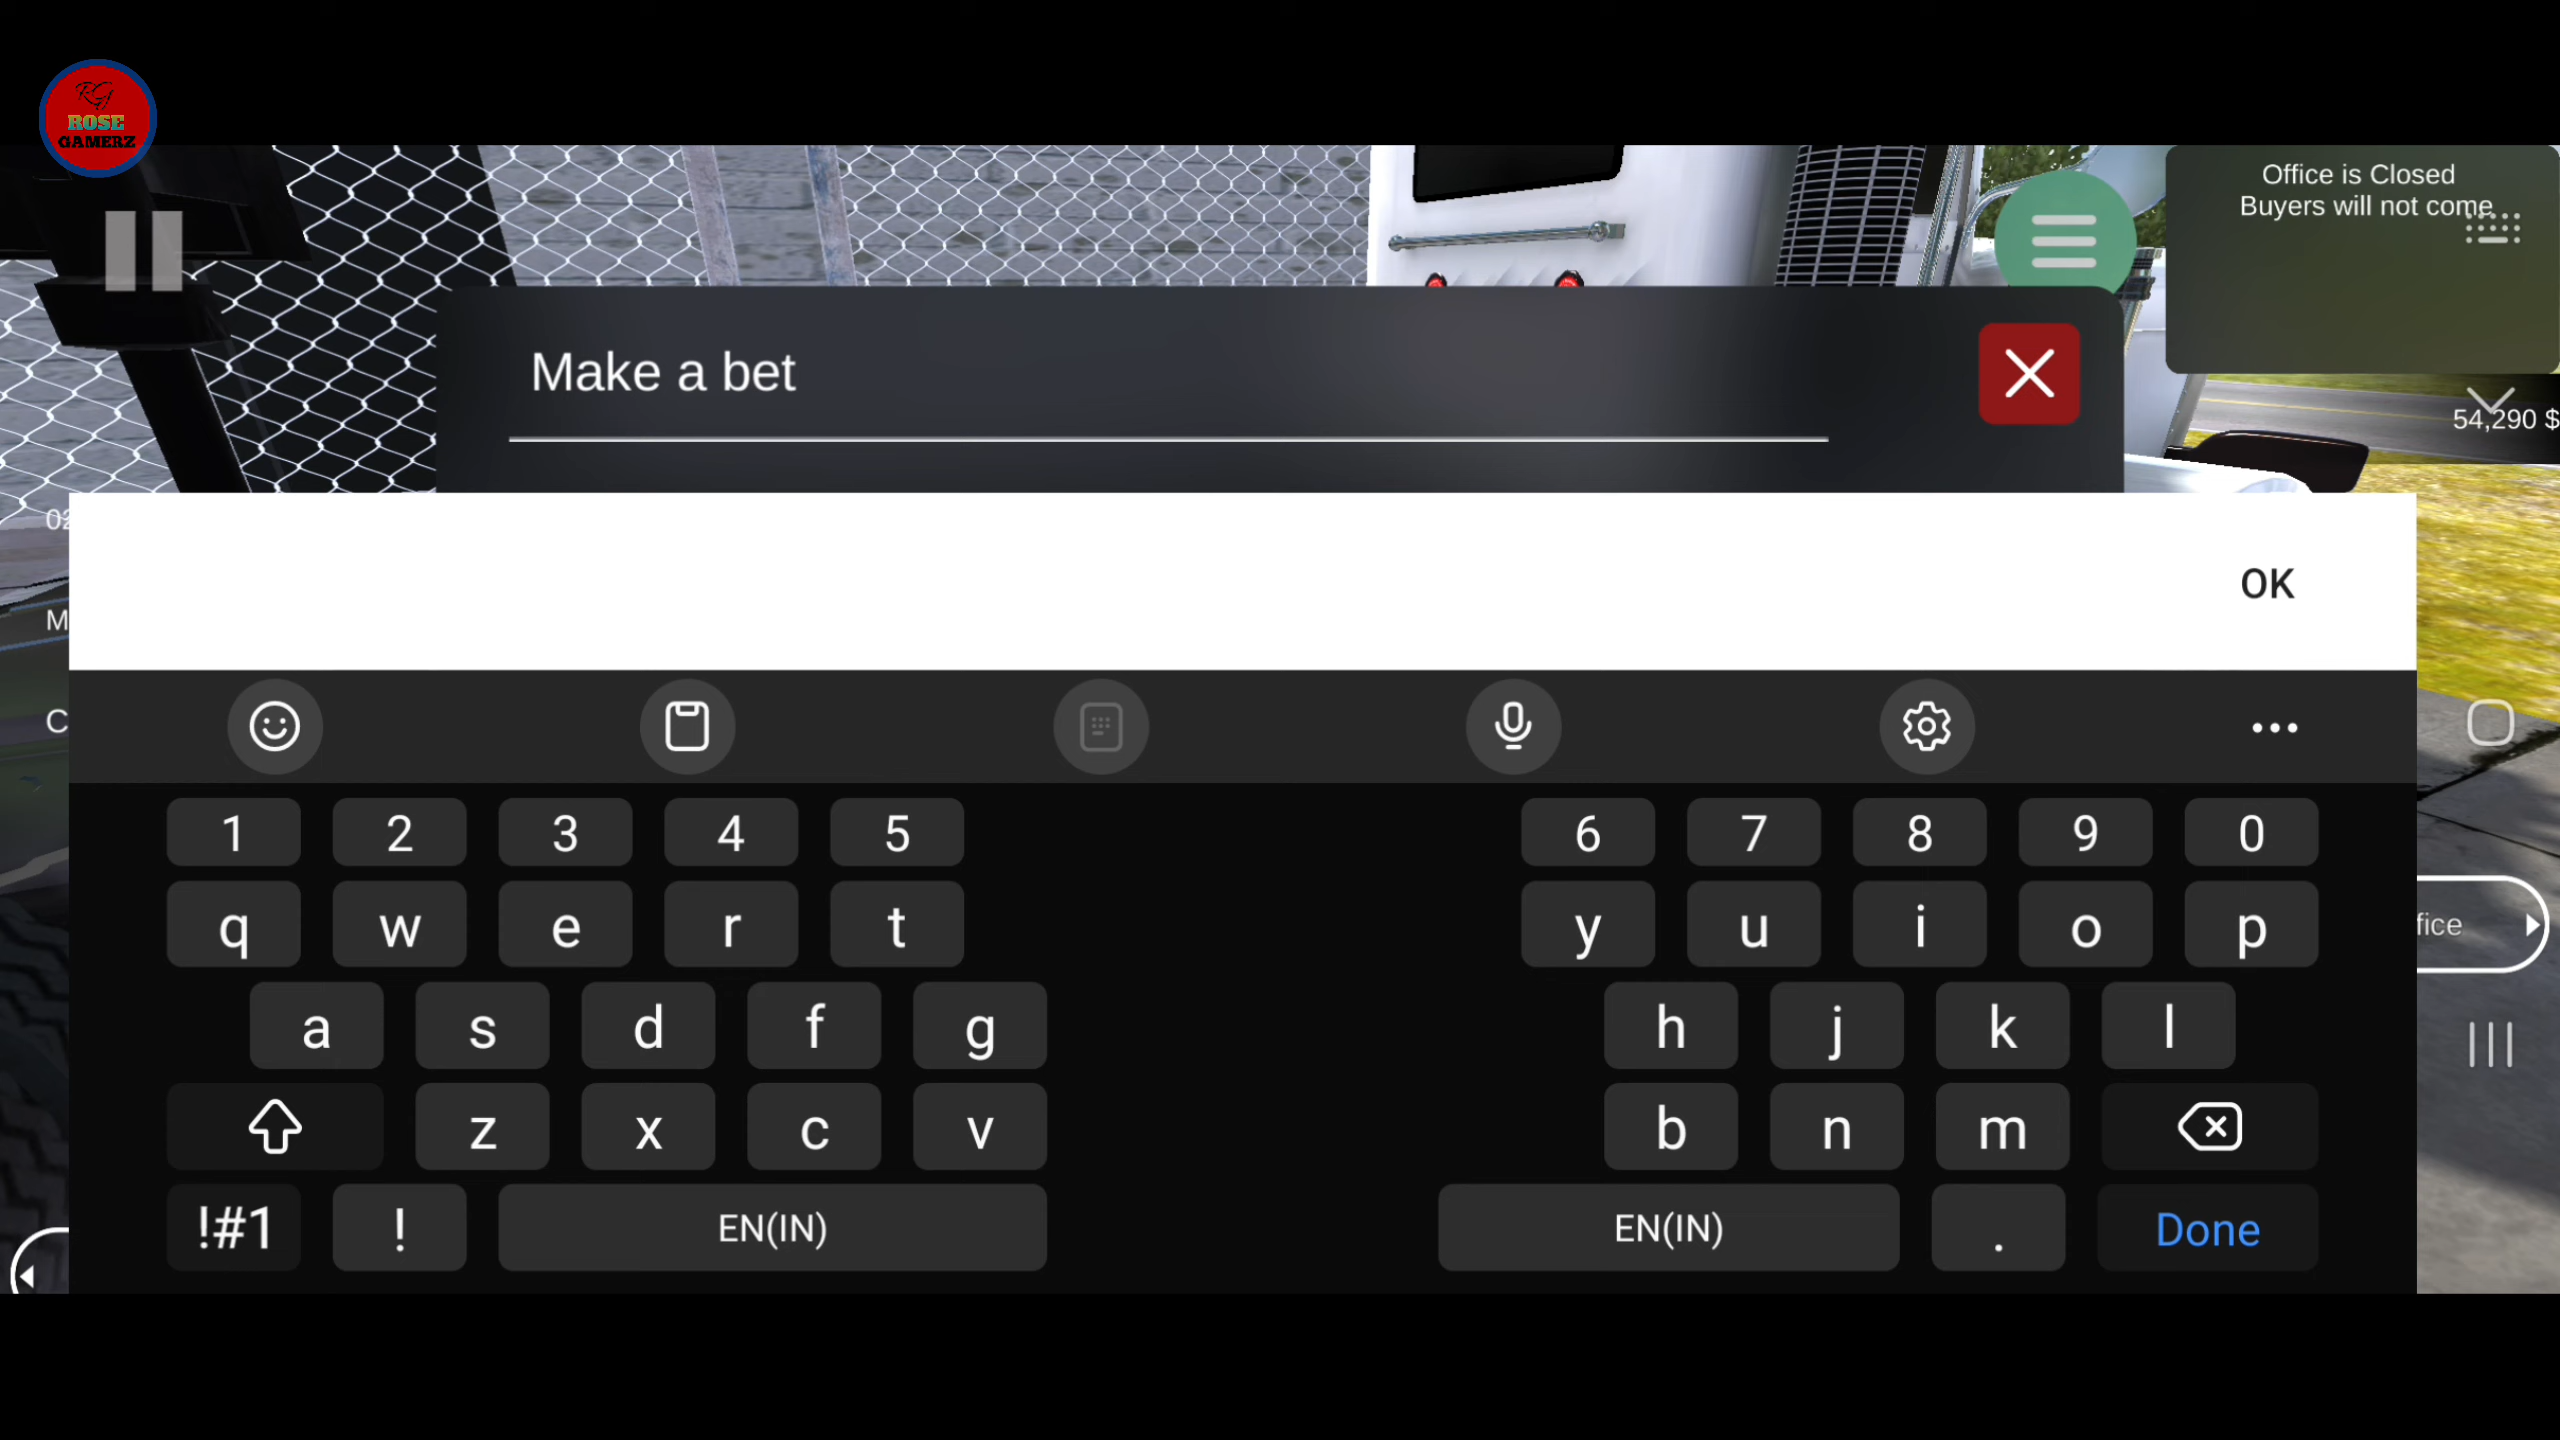 ROSE
GAMERZ
Office is Closed
Buyers will not come
Make a bet
54,290 $
02
M
OK
C
1 2 3 4 5 6 7 8 9 0
q w e r t y u i o p
fice
a s d f g h j k l
z x c v b n m
!#1 ! EN(IN) EN(IN) . Done